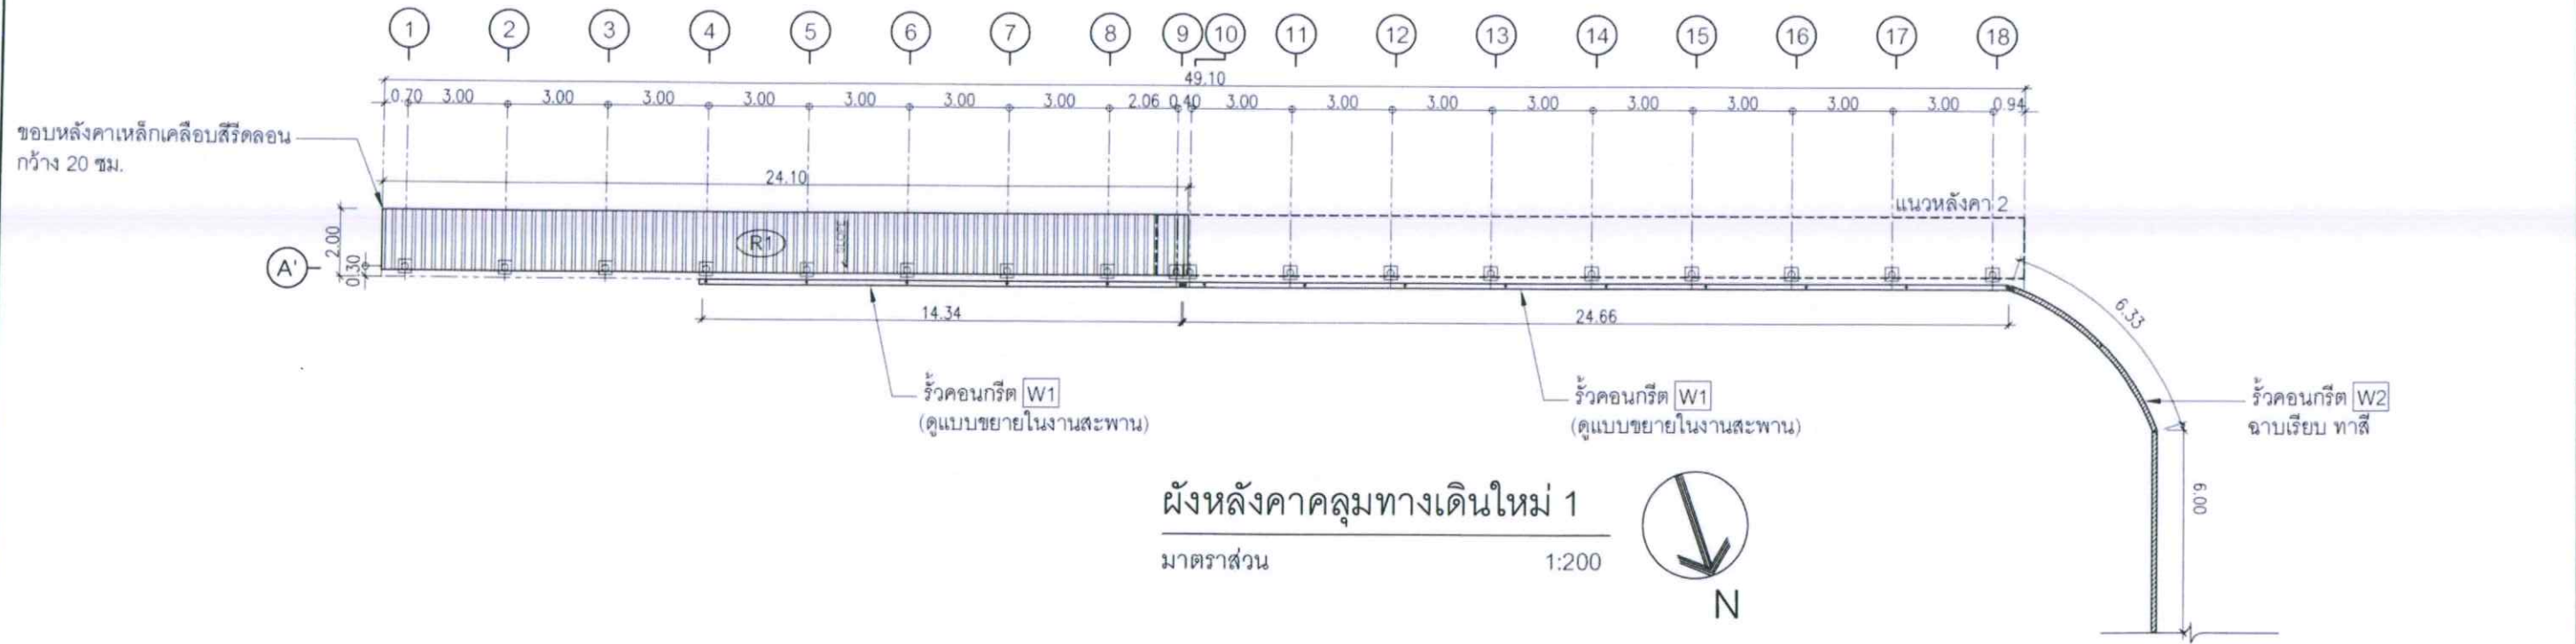 1 2 3 4 5 6 7 8 9 10 11 12 13 14 15 16 17 18
49.10
0.70 3.00 3.00 3.00 3.00 3.00 3.00 3.00 2.06 0.40 3.00 3.00 3.00 3.00 3.00 3.00 3.00 3.00 0.94
ขอบหลังคาเหล็กเคลือบสีรีดลอน
กว้าง 20 ซม.
24.10
แนวหลังคา 2
2.00
R1
SLOPE
A'
0.30
14.34
24.66
6.33
รั้วคอนกรีต W1
(ดูแบบขยายในงานสะพาน)
รั้วคอนกรีต W1
(ดูแบบขยายในงานสะพาน)
รั้วคอนกรีต W2
ฉาบเรียบ ทาสี
6.00
ผังหลังคาคลุมทางเดินใหม่ 1
มาตราส่วน 1:200
N